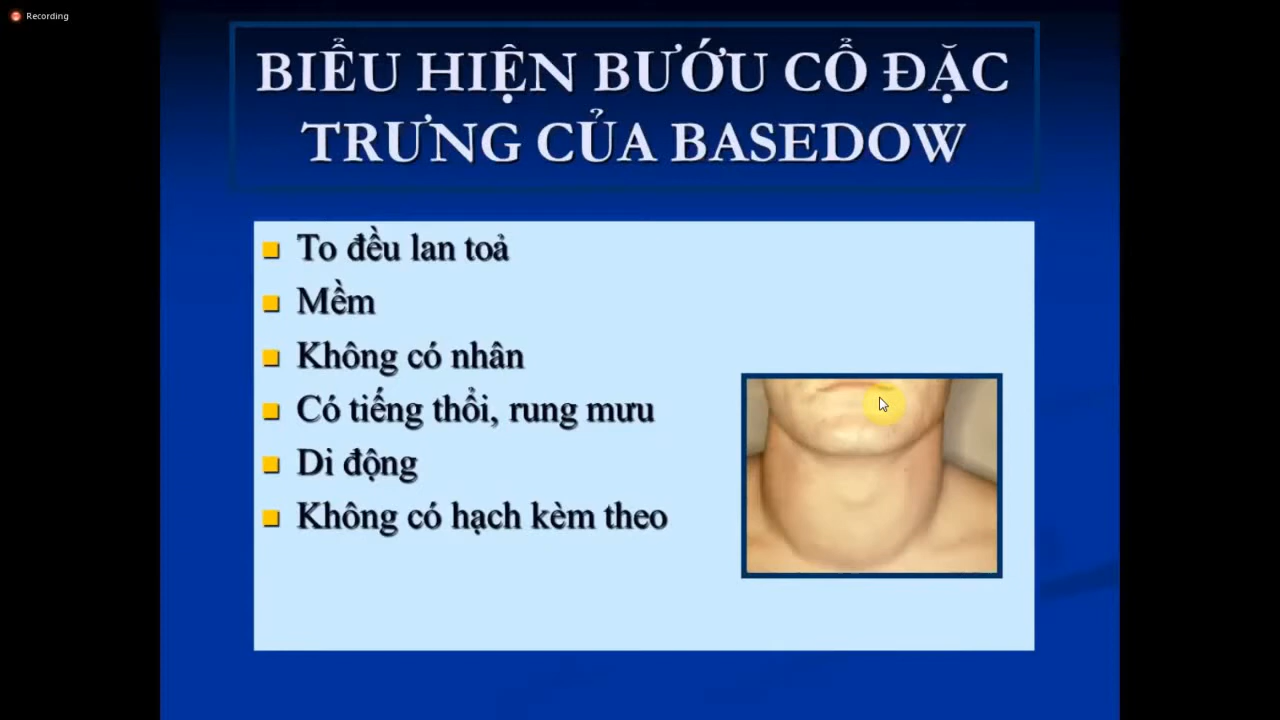 Recording
BIỂU HIỆN BƯỚU CỔ ĐẶC
TRƯNG CỦA BASEDOW
To đều lan toả
Mềm
Không có nhân
Có tiếng thổi, rung mưu
Di động
Không có hạch kèm theo